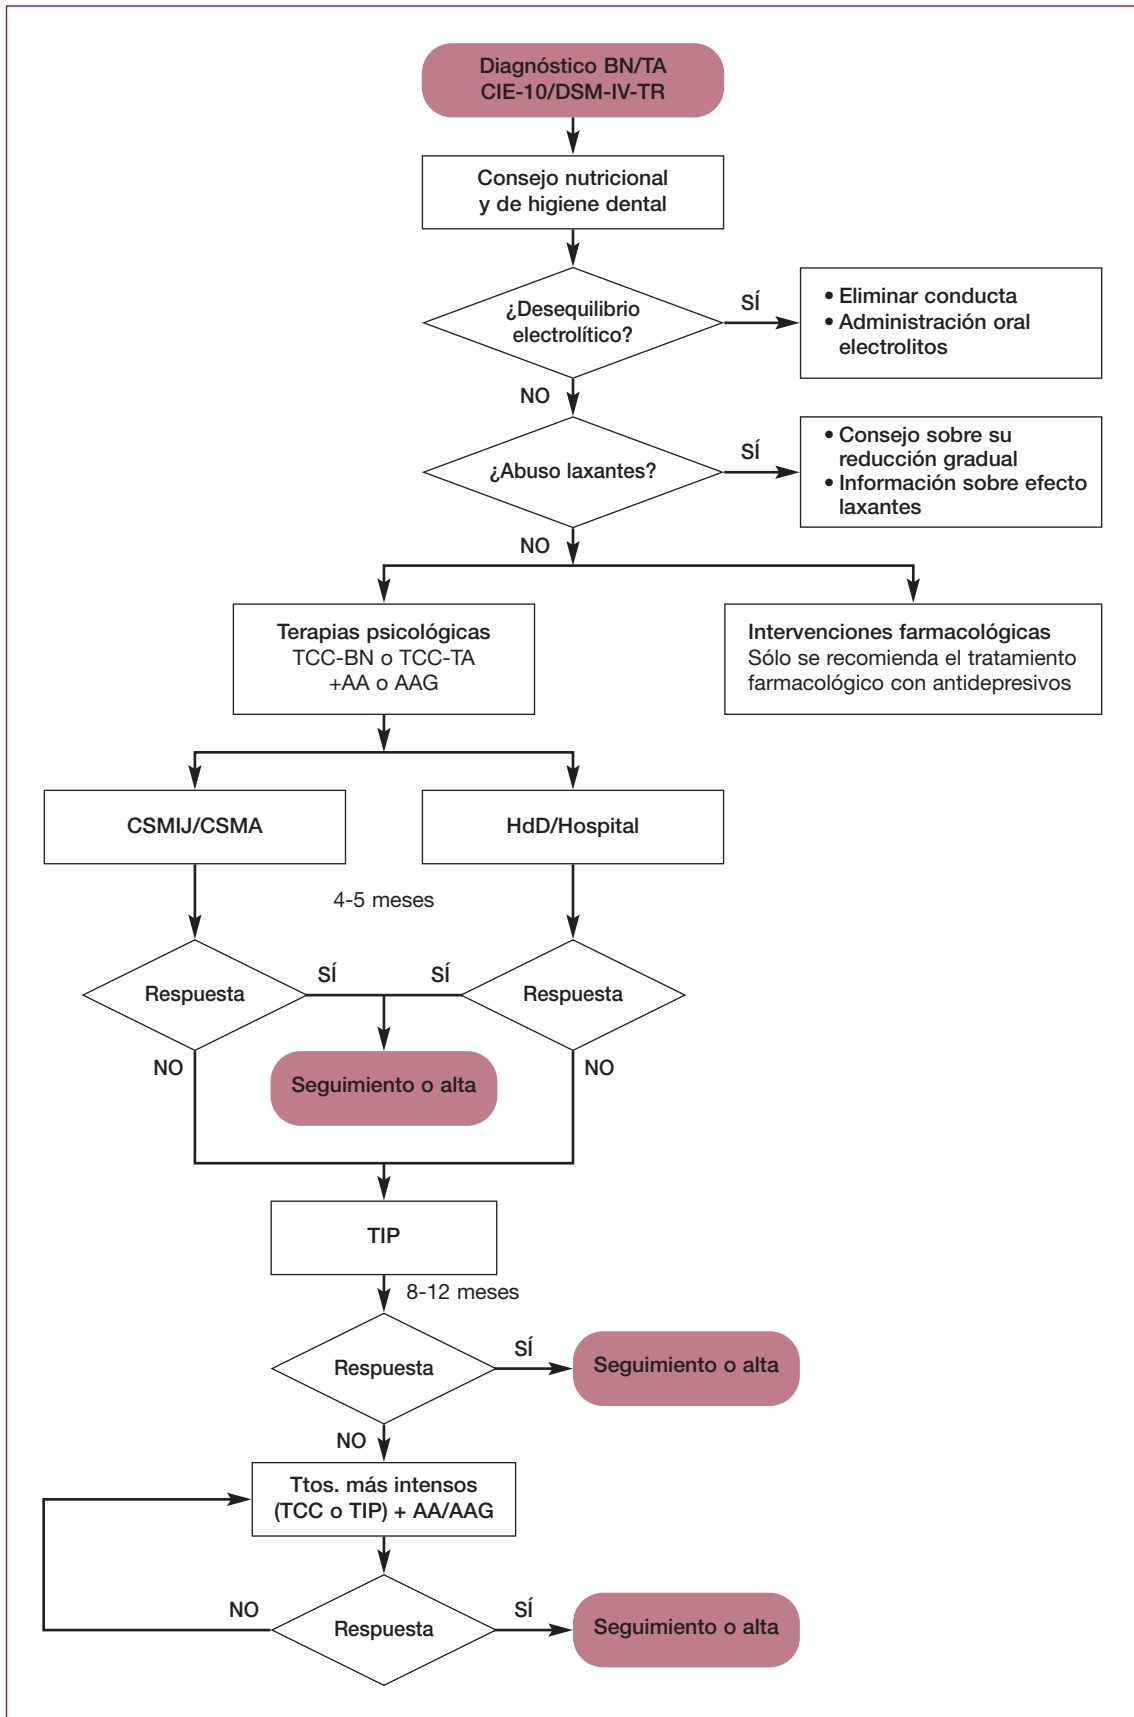 Diagnóstico BN/TA
CIE-10/DSM-IV-TR
Consejo nutricional
y de higiene dental
¿Desequilibrio
electrolítico?
SÍ
• Eliminar conducta
• Administración oral
electrolitos
NO
¿Abuso laxantes?
SÍ
• Consejo sobre su
reducción gradual
• Información sobre efecto
laxantes
NO
Terapias psicológicas
TCC-BN o TCC-TA
+AA o AAG
Intervenciones farmacológicas
Sólo se recomienda el tratamiento
farmacológico con antidepresivos
CSMIJ/CSMA
HdD/Hospital
4-5 meses
Respuesta
SÍ
SÍ
Respuesta
NO
Seguimiento o alta
NO
TIP
8-12 meses
Respuesta
SÍ
Seguimiento o alta
NO
Ttos. más intensos
(TCC o TIP) + AA/AAG
NO
Respuesta
SÍ
Seguimiento o alta